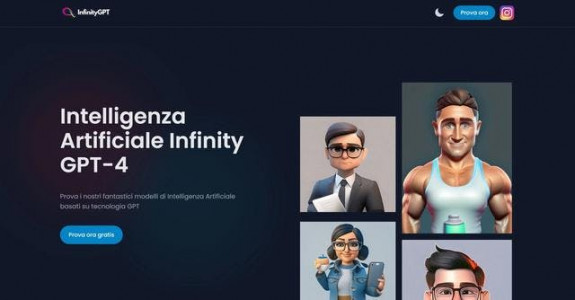 InfinityGPT
Prova ora
Intelligenza
Artificiale Infinity
GPT-4
Prova i nostri fantastici modelli di Intelligenza Artificiale
basati su tecnologia GPT
Prova ora gratis